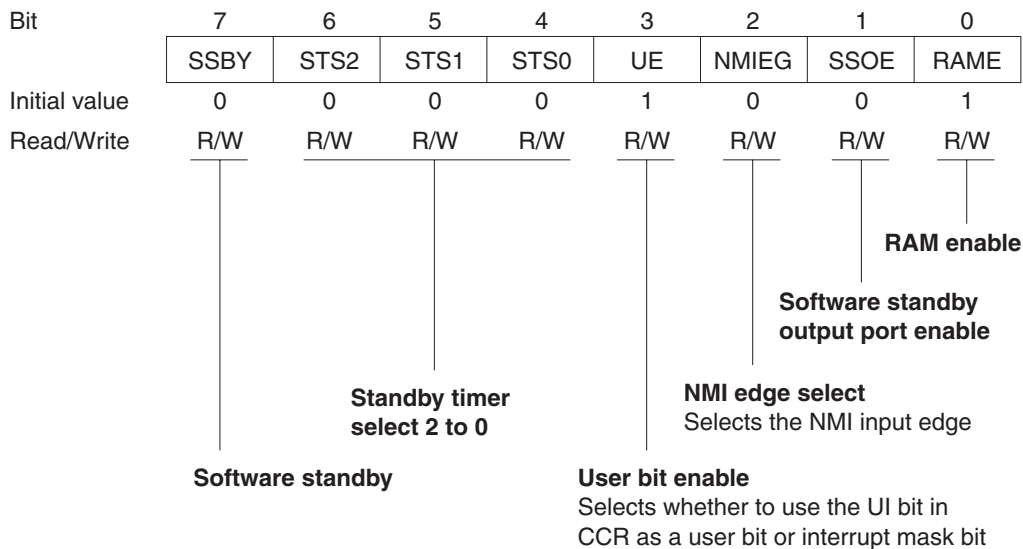 Bit 7 6 5 4 3 2 1 0
SSBY STS2 STS1 STS0 UE NMIEG SSOE RAME
Initial value 0 0 0 0 1 0 0 1
Read/Write R/W R/W R/W R/W R/W R/W R/W R/W
RAM enable
Software standby
output port enable
NMI edge select
Selects the NMI input edge
Standby timer
select 2 to 0
Software standby
User bit enable
Selects whether to use the UI bit in
CCR as a user bit or interrupt mask bit